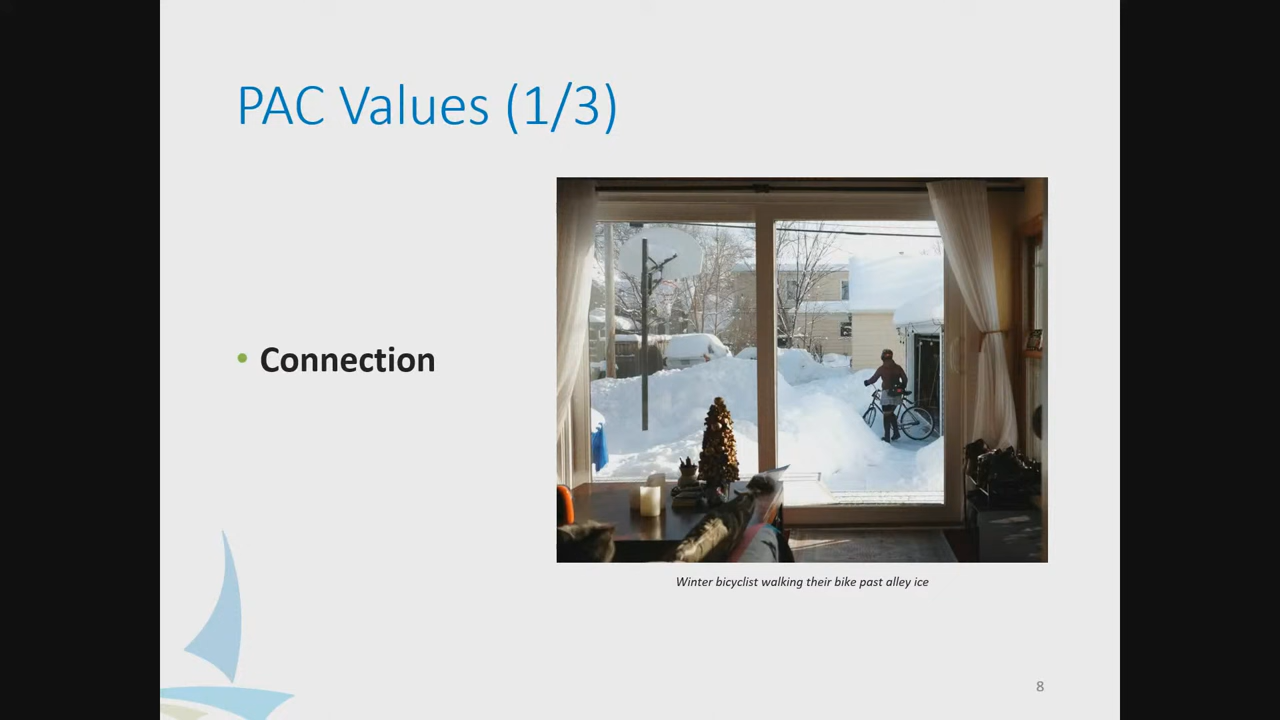 PAC Values (1/3)
• Connection
Winter bicyclist walking their bike past alley ice
8